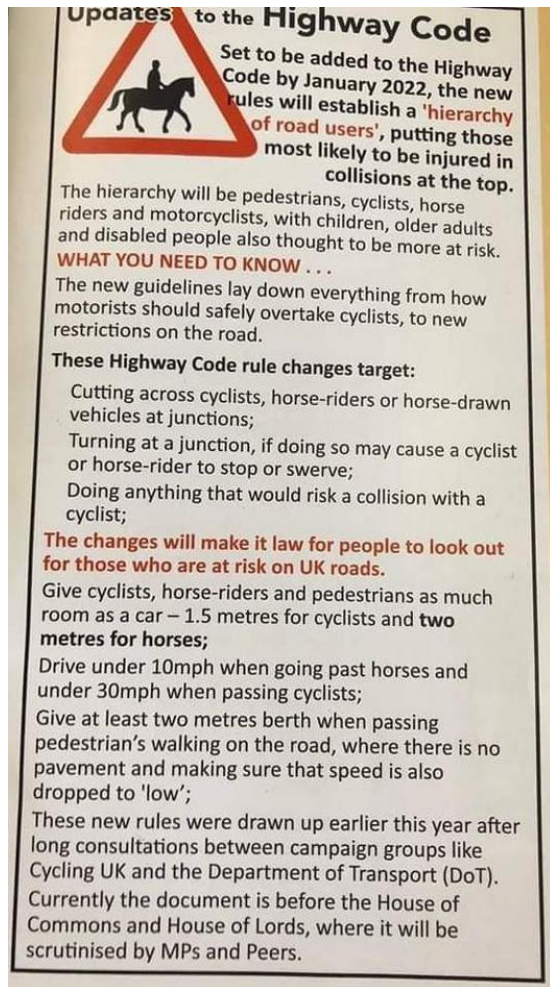 Updates to the Highway Code
Set to be added to the Highway
Code by January 2022, the new
rules will establish a 'hierarchy
of road users', putting those
most likely to be injured in
collisions at the top.
The hierarchy will be pedestrians, cyclists, horse
riders and motorcyclists, with children, older adults
and disabled people also thought to be more at risk.
WHAT YOU NEED TO KNOW . . .
The new guidelines lay down everything from how
motorists should safely overtake cyclists, to new
restrictions on the road.
These Highway Code rule changes target:
Cutting across cyclists, horse-riders or horse-drawn
vehicles at junctions;
Turning at a junction, if doing so may cause a cyclist
or horse-rider to stop or swerve;
Doing anything that would risk a collision with a
cyclist;
The changes will make it law for people to look out
for those who are at risk on UK roads.
Give cyclists, horse-riders and pedestrians as much
room as a car – 1.5 metres for cyclists and two
metres for horses;
Drive under 10mph when going past horses and
under 30mph when passing cyclists;
Give at least two metres berth when passing
pedestrian's walking on the road, where there is no
pavement and making sure that speed is also
dropped to 'low';
These new rules were drawn up earlier this year after
long consultations between campaign groups like
Cycling UK and the Department of Transport (DoT).
Currently the document is before the House of
Commons and House of Lords, where it will be
scrutinised by MPs and Peers.